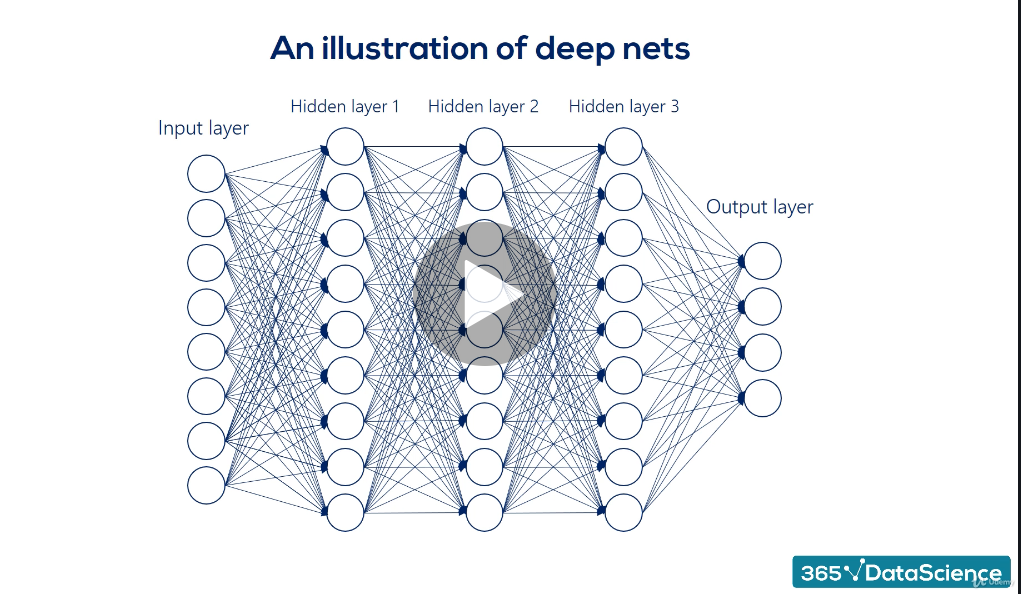 An illustration of deep nets
Hidden layer 1
Hidden layer 2
Hidden layer 3
Input layer
Output layer
365 DataScience
Udemy